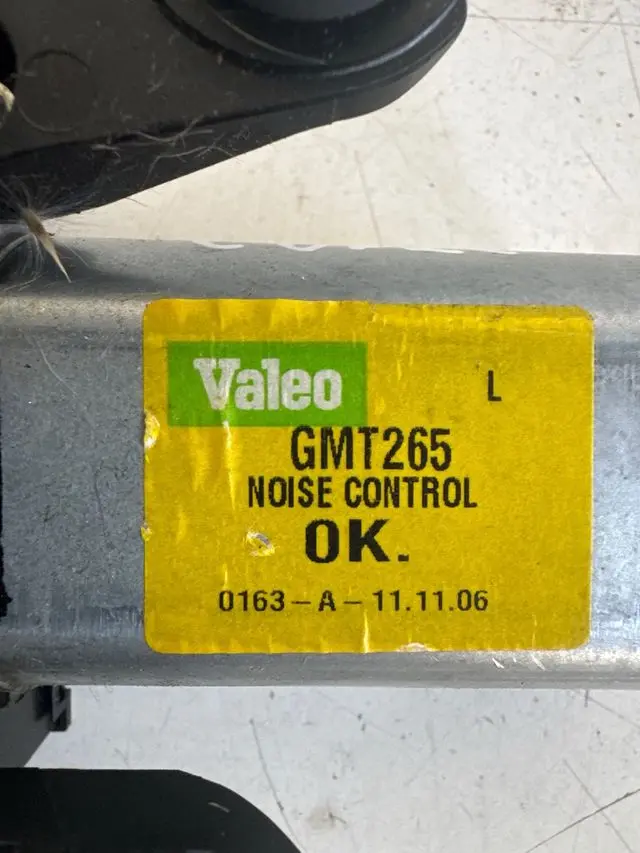 Valeo
L
GMT265
NOISE CONTROL
OK.
0163-A-11.11.06